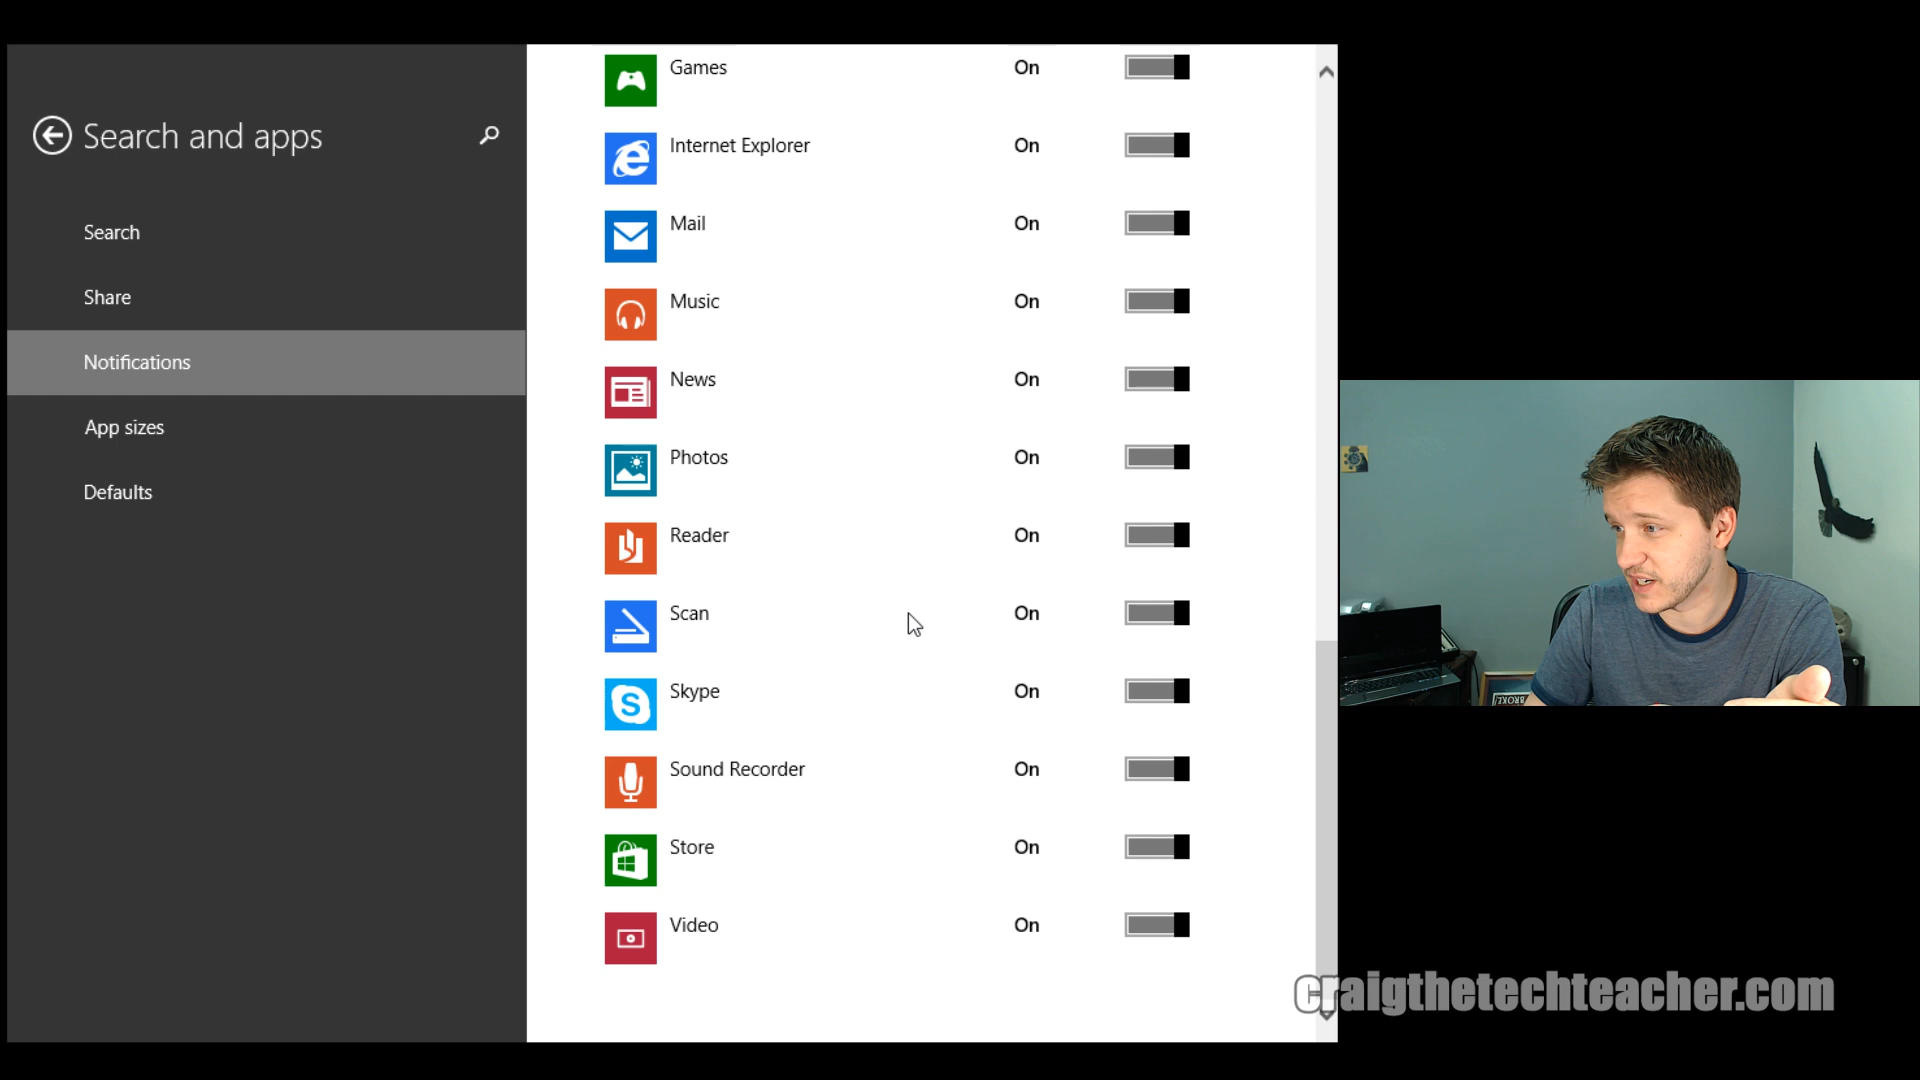 Search and apps
Search
Share
Notifications
App sizes
Defaults
Games On
Internet Explorer On
Mail On
Music On
News On
Photos On
Reader On
Scan On
Skype On
Sound Recorder On
Store On
Video On
BROKE
craigthetechteacher.com